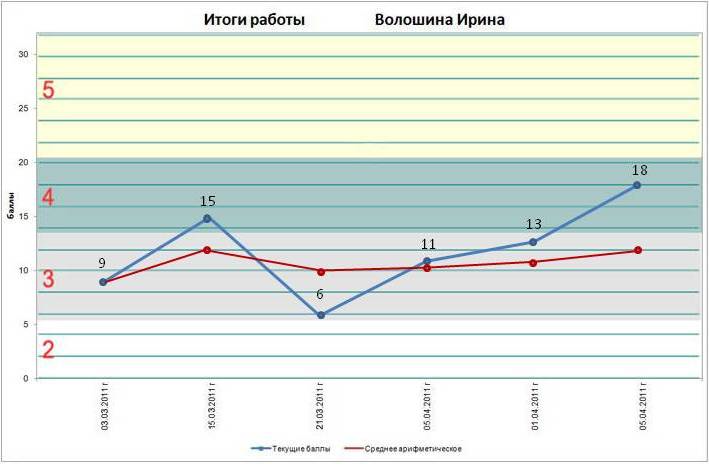 Итоги работы Волошина Ирина
баллы
30
25
20
15
10
5
0
5
4
3
2
9
15
6
11
13
18
03.03.2011 г
15.03.2011 г
21.03.2011 г
05.04.2011 г
01.04.2011 г
05.04.2011 г
Текущие баллы
Среднее арифметическое